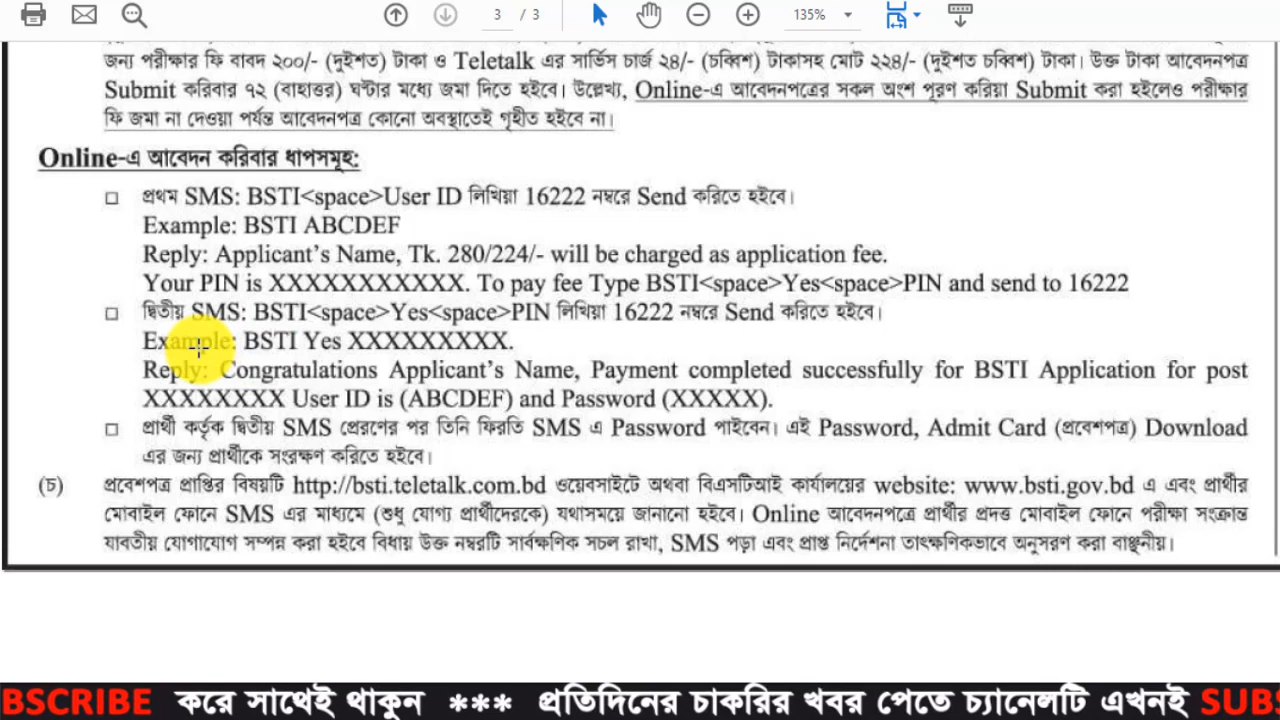 3 / 3
135%
জন্য পরীক্ষার ফি বাবদ ২০০/- (দুইশত) টাকা ও Teletalk এর সার্ভিস চার্জ ২৪/- (চব্বিশ) টাকাসহ মোট ২২৪/- (দুইশত চব্বিশ) টাকা। উক্ত টাকা আবেদনপত্র
Submit করিবার ৭২ (বাহাত্তর) ঘন্টার মধ্যে জমা দিতে হইবে। উল্লেখ্য, Online-এ আবেদনপত্রের সকল অংশ পূরণ করিয়া Submit করা হইলেও পরীক্ষার
ফি জমা না দেওয়া পর্যন্ত আবেদনপত্র কোনো অবস্থাতেই গৃহীত হইবে না।
Online-এ আবেদন করিবার ধাপসমূহ:
প্রথম SMS: BSTI<space>User ID লিখিয়া 16222 নম্বরে Send করিতে হইবে।
Example: BSTI ABCDEF
Reply: Applicant's Name, Tk. 280/224/- will be charged as application fee.
Your PIN is XXXXXXXXXXX. To pay fee Type BSTI<space>Yes<space>PIN and send to 16222
দ্বিতীয় SMS: BSTI<space>Yes<space>PIN লিখিয়া 16222 নম্বরে Send করিতে হইবে।
Example: BSTI Yes XXXXXXXXX.
Reply: Congratulations Applicant's Name, Payment completed successfully for BSTI Application for post
XXXXXXXX User ID is (ABCDEF) and Password (XXXXX).
প্রার্থী কর্তৃক দ্বিতীয় SMS প্রেরণের পর তিনি ফিরতি SMS এ Password পাইবেন। এই Password, Admit Card (প্রবেশপত্র) Download
এর জন্য প্রার্থীকে সংরক্ষণ করিতে হইবে।
(চ) প্রবেশপত্র প্রাপ্তির বিষয়টি http://bsti.teletalk.com.bd ওয়েবসাইটে অথবা বিএসটিআই কার্যালয়ের website: www.bsti.gov.bd এ এবং প্রার্থীর
মোবাইল ফোনে SMS এর মাধ্যমে (শুধু যোগ্য প্রার্থীদেরকে) যথাসময়ে জানানো হইবে। Online আবেদনপত্রে প্রার্থীর প্রদত্ত মোবাইল ফোনে পরীক্ষা সংক্রান্ত
যাবতীয় যোগাযোগ সম্পন্ন করা হইবে বিধায় উক্ত নম্বরটি সার্বক্ষণিক সচল রাখা, SMS পড়া এবং প্রাপ্ত নির্দেশনা তাৎক্ষণিকভাবে অনুসরণ করা বাঞ্ছনীয়।
BSCRIBE করে সাথেই থাকুন *** প্রতিদিনের চাকরির খবর পেতে চ্যানেলটি এখনই SUBS